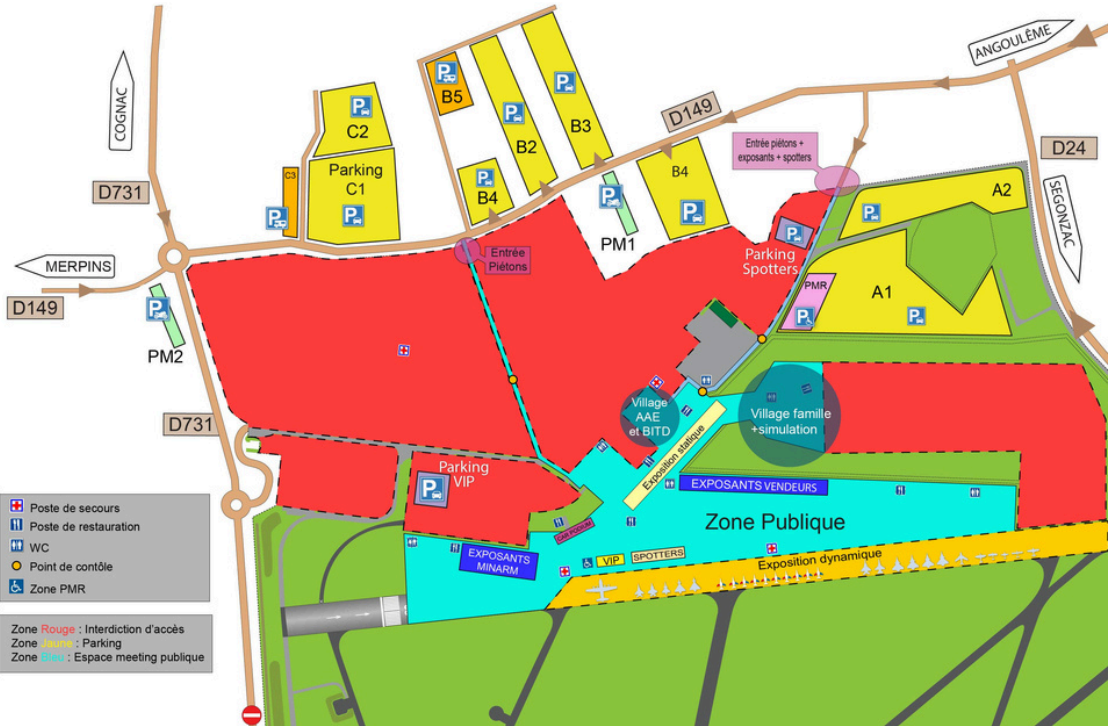 COGNAC
ANGOULÊME
D149
D24
SEGONZAC
D731
MERPINS
D149
PM2
D731
C2
Parking
C1
C3
B5
B2
B3
B4
B4
PM1
Entrée piétons +
exposants + spotters
A2
Entrée
Piétons
Parking
Spotters
PMR
A1
Village
AAE
et BITD
Village famille
+simulation
Exposition statique
Parking
VIP
EXPOSANTS VENDEURS
Zone Publique
CAR PODIUM
EXPOSANTS
MINARM
VIP
SPOTTERS
Exposition dynamique
Poste de secours
Poste de restauration
WC
Point de contôle
Zone PMR
Zone Rouge : Interdiction d'accès
Zone Jaune : Parking
Zone Bleu : Espace meeting publique